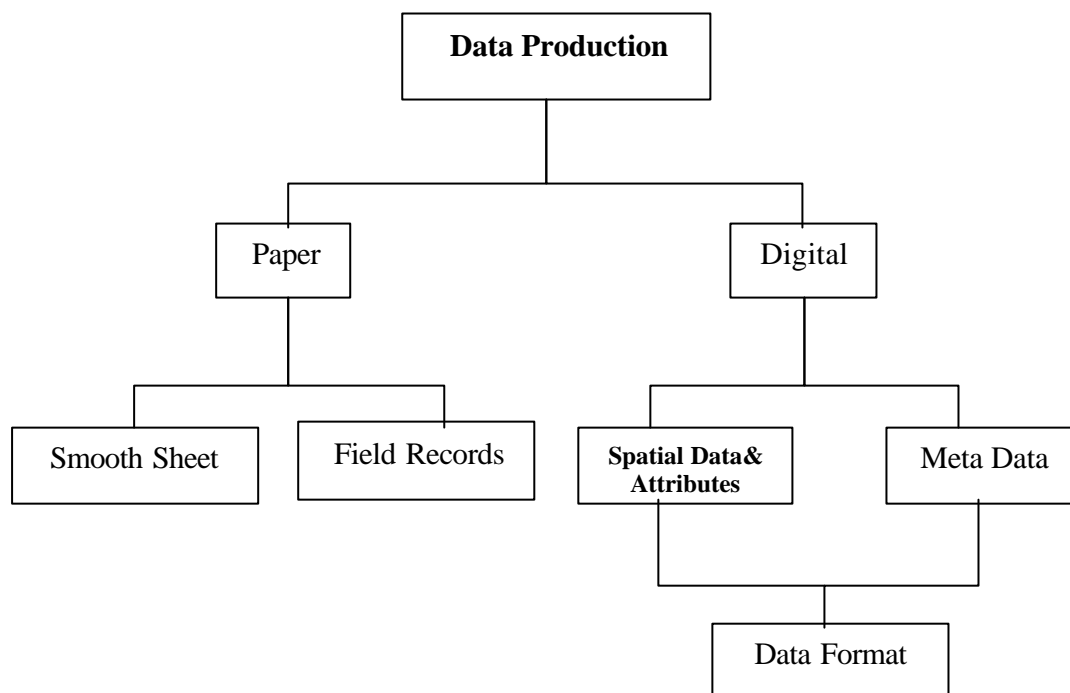 Data Production
Paper
Digital
Smooth Sheet
Field Records
Spatial Data&
Attributes
Meta Data
Data Format